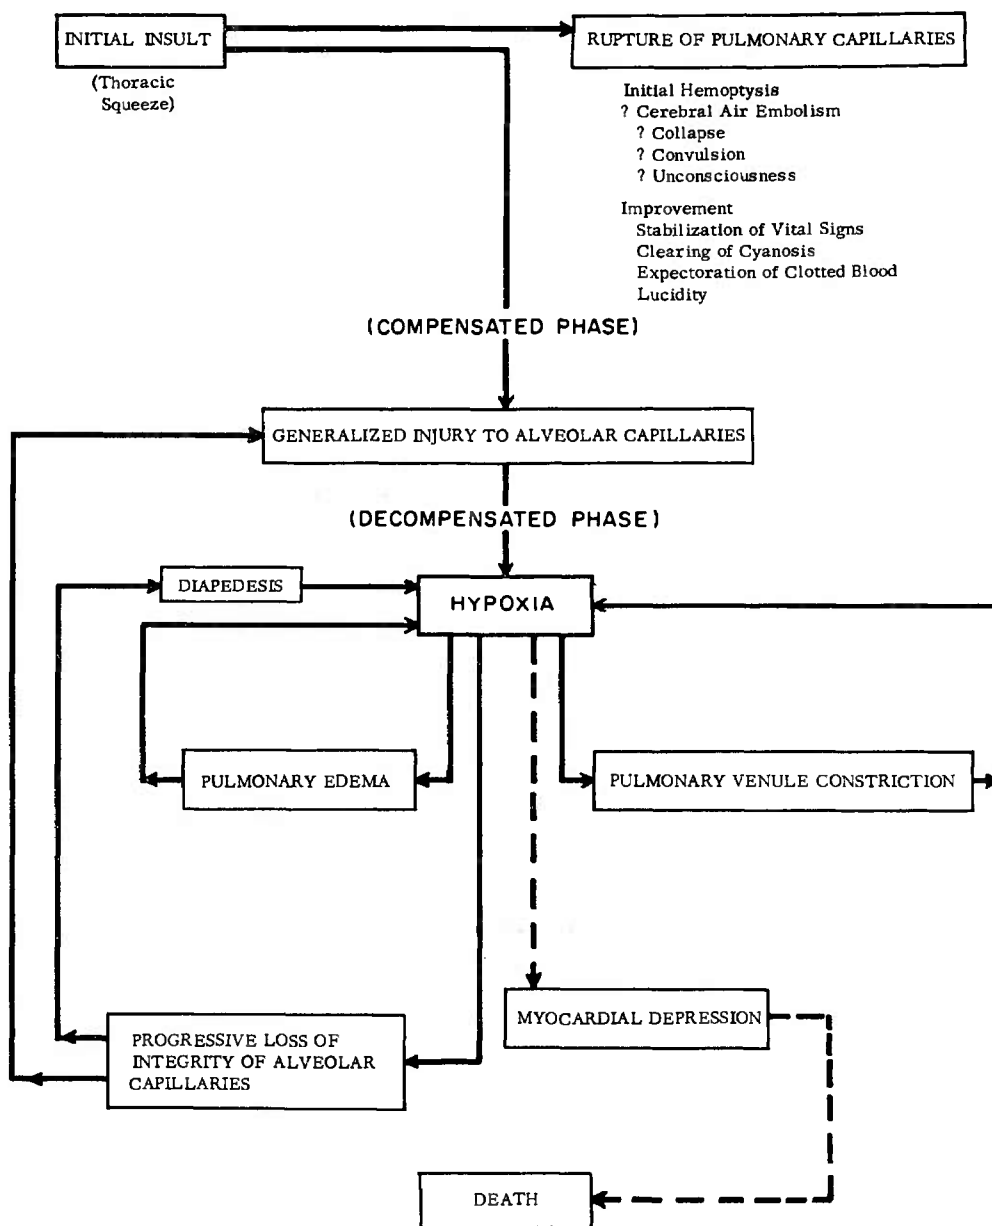 INITIAL INSULT
(Thoracic
Squeeze)
RUPTURE OF PULMONARY CAPILLARIES
Initial Hemoptysis
? Cerebral Air Embolism
? Collapse
? Convulsion
? Unconsciousness
Improvement
Stabilization of Vital Signs
Clearing of Cyanosis
Expectoration of Clotted Blood
Lucidity
(COMPENSATED PHASE)
GENERALIZED INJURY TO ALVEOLAR CAPILLARIES
(DECOMPENSATED PHASE)
DIAPEDESIS
HYPOXIA
PULMONARY EDEMA
PULMONARY VENULE CONSTRICTION
MYOCARDIAL DEPRESSION
PROGRESSIVE LOSS OF
INTEGRITY OF ALVEOLAR
CAPILLARIES
DEATH